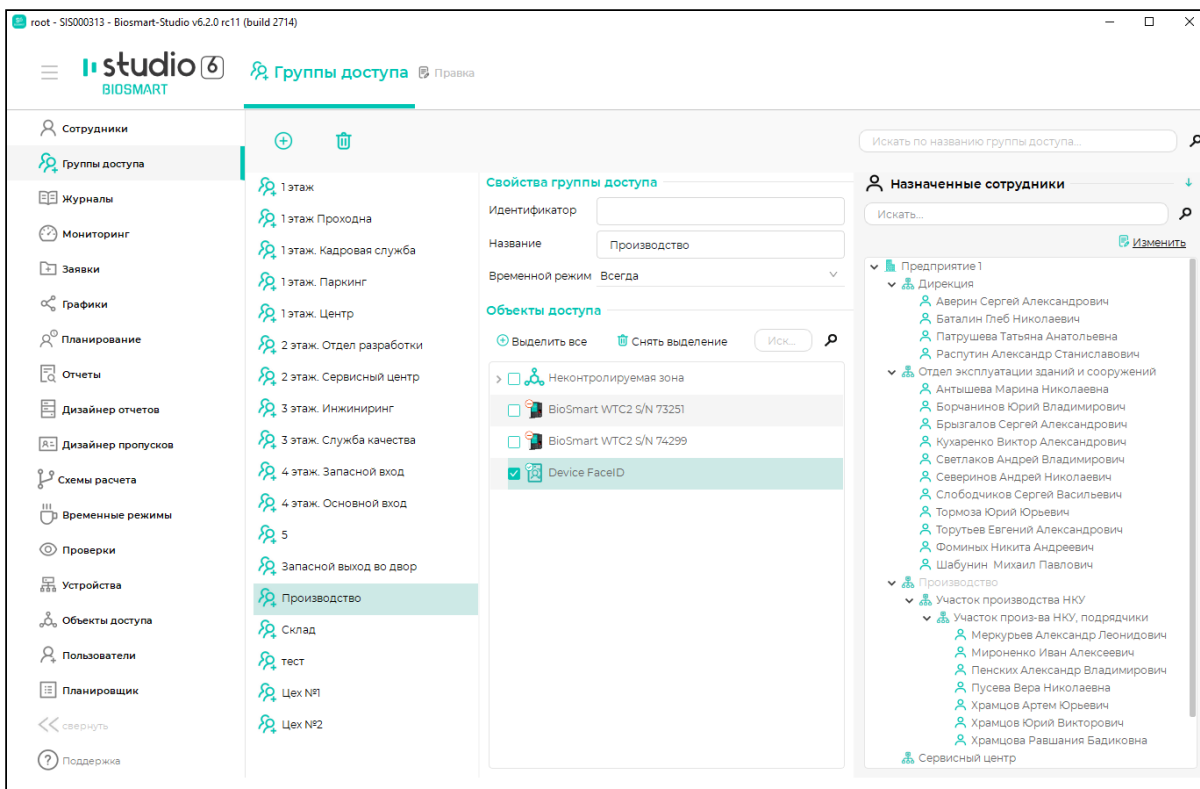 root - SIS000313 - Biosmart-Studio v6.2.0 rc11 (build 2714)
studio 6
BIOSMART
Группы доступа
Правка
Сотрудники
Группы доступа
Журналы
Мониторинг
Заявки
Графики
Планирование
Отчеты
Дизайнер отчетов
Дизайнер пропусков
Схемы расчета
Временные режимы
Проверки
Устройства
Объекты доступа
Пользователи
Планировщик
свернуть
Поддержка
1 этаж
1 этаж Проходна
1 этаж. Кадровая служба
1 этаж. Паркинг
1 этаж. Центр
2 этаж. Отдел разработки
2 этаж. Сервисный центр
3 этаж. Инжиниринг
3 этаж. Служба качества
4 этаж. Запасной вход
4 этаж. Основной вход
5
Запасной выход во двор
Производство
Склад
тест
Цех №1
Цех №2
Свойства группы доступа
Идентификатор
Название Производство
Временной режим Всегда
Объекты доступа
Выделить все Снять выделение Иск...
Неконтролируемая зона
BioSmart WTC2 S/N 73251
BioSmart WTC2 S/N 74299
Device FaceID
Искать по названию группы доступа...
Назначенные сотрудники
Искать...
Изменить
Предприятие 1
Дирекция
Аверин Сергей Александрович
Баталин Глеб Николаевич
Патрушева Татьяна Анатольевна
Распутин Александр Станиславович
Отдел эксплуатации зданий и сооружений
Антышева Марина Николаевна
Борчанинов Юрий Владимирович
Брызгалов Сергей Александрович
Кухаренко Виктор Александрович
Светлаков Андрей Владимирович
Северинов Андрей Николаевич
Слободчиков Сергей Васильевич
Тормоза Юрий Юрьевич
Торутьев Евгений Александрович
Фоминых Никита Андреевич
Шабунин Михаил Павлович
Производство
Участок производства НКУ
Участок произ-ва НКУ, подрядчики
Меркурьев Александр Леонидович
Мироненко Иван Алексеевич
Пенских Александр Владимирович
Пусева Вера Николаевна
Храмцов Артем Юрьевич
Храмцов Юрий Викторович
Храмцова Равшания Бадиковна
Сервисный центр